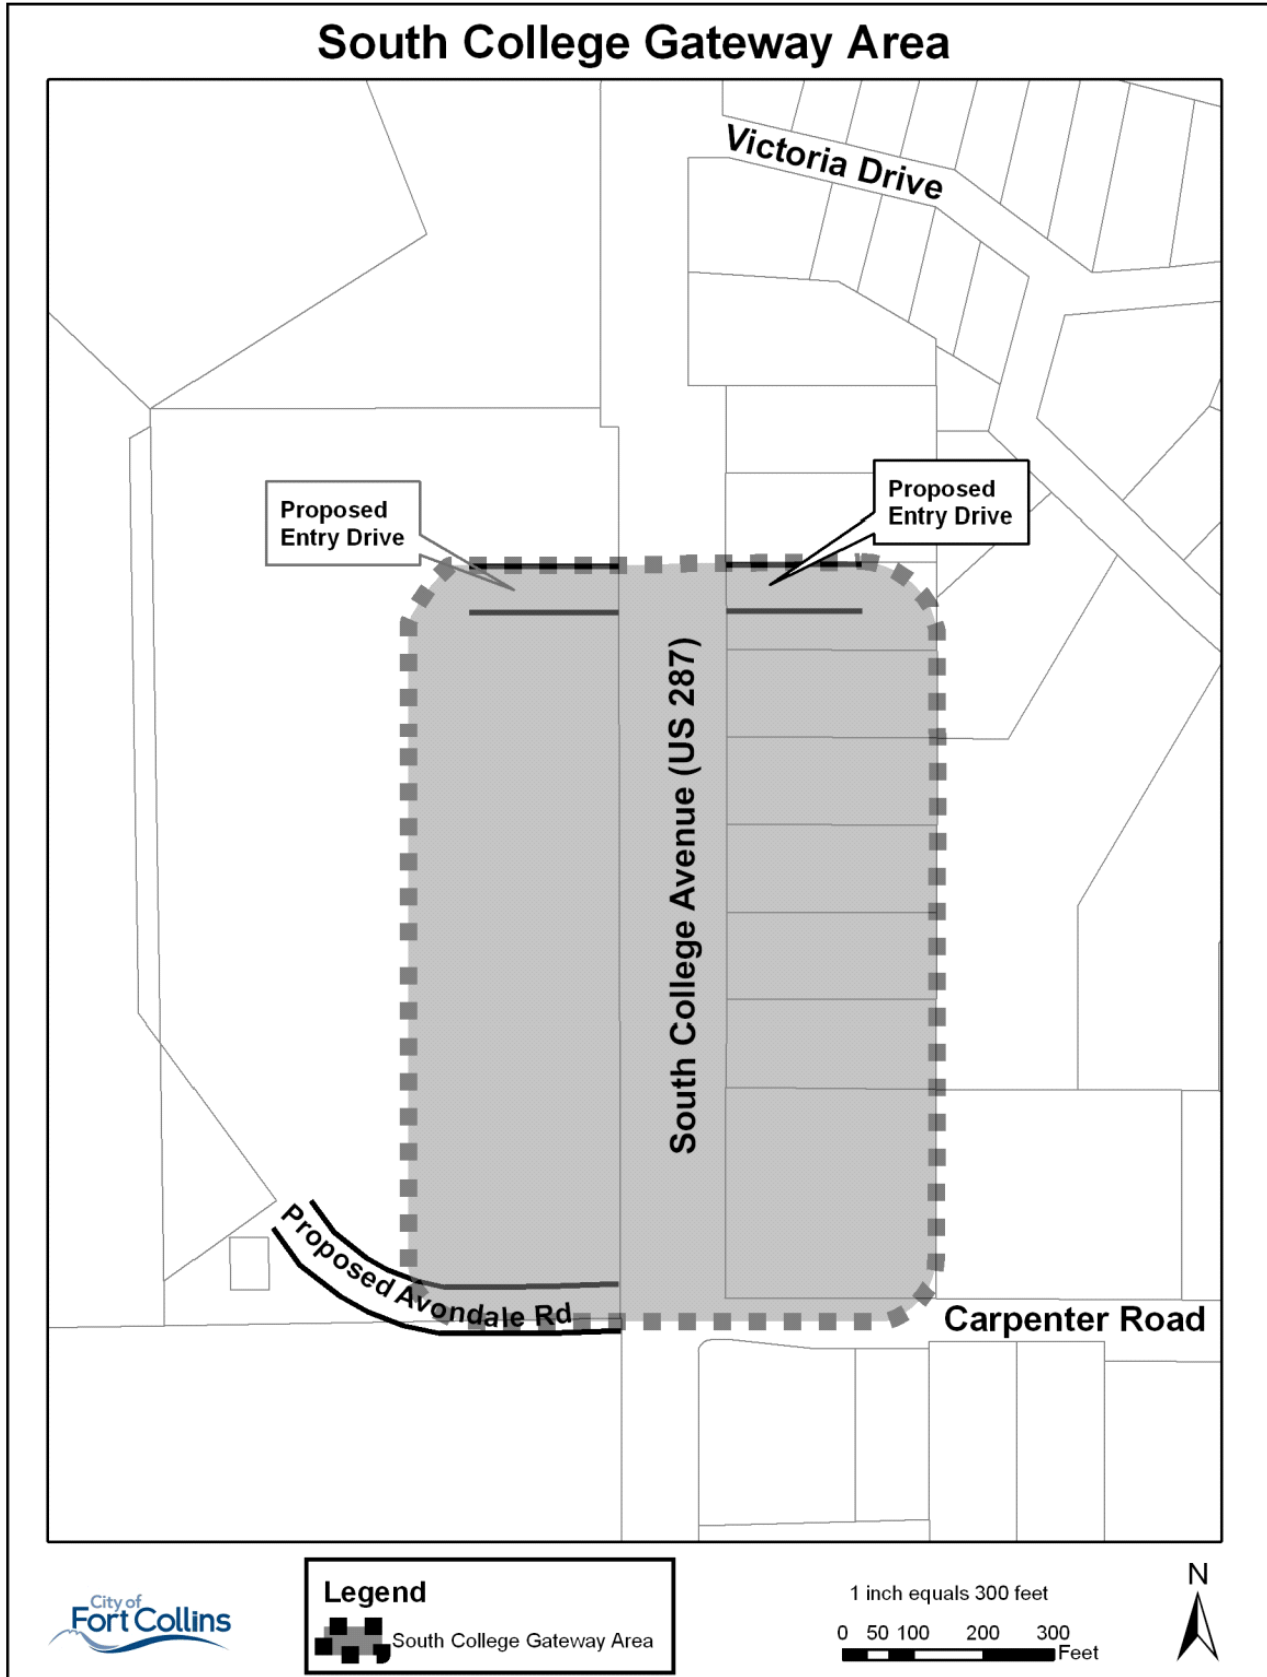 South College Gateway Area
Victoria Drive
Proposed
Entry Drive
Proposed
Entry Drive
South College Avenue (US 287)
Proposed Avondale Rd
Carpenter Road
City of
Fort Collins
Legend
South College Gateway Area
1 inch equals 300 feet
0 50 100 200 300
Feet
N